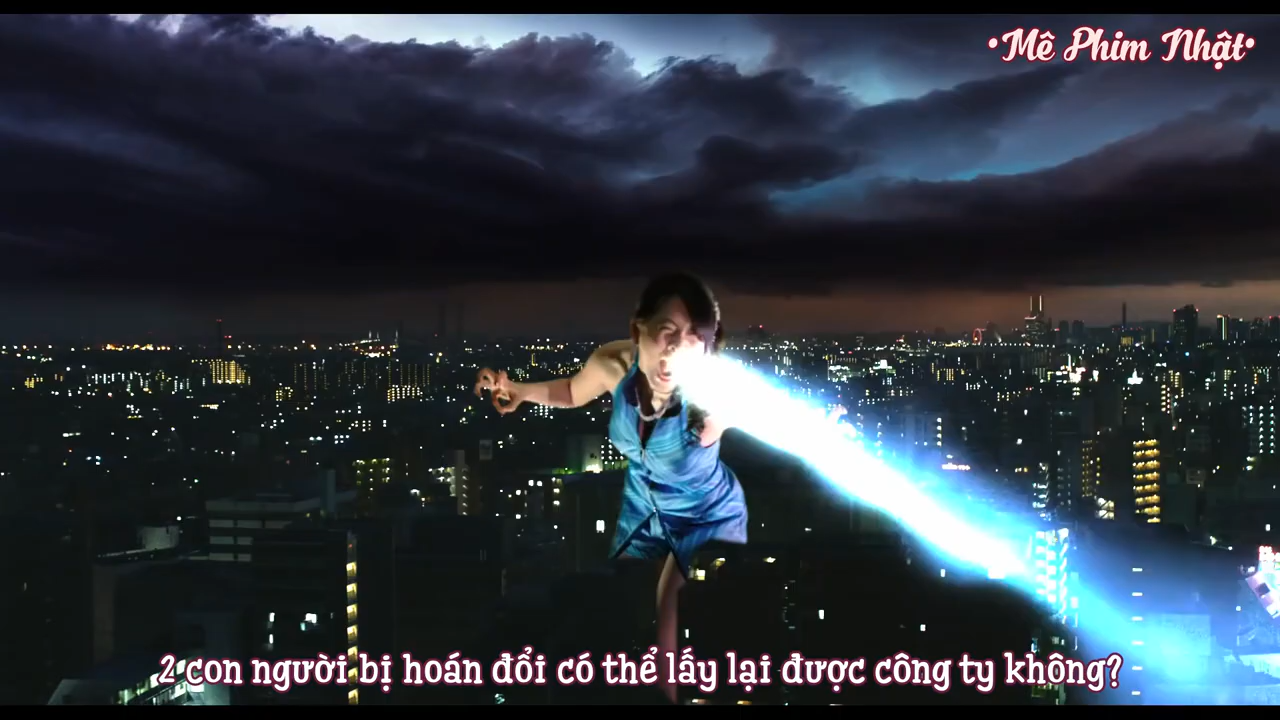 •Mê Phim Nhật•
2 con người bị hoán đổi có thể lấy lại được công ty không?